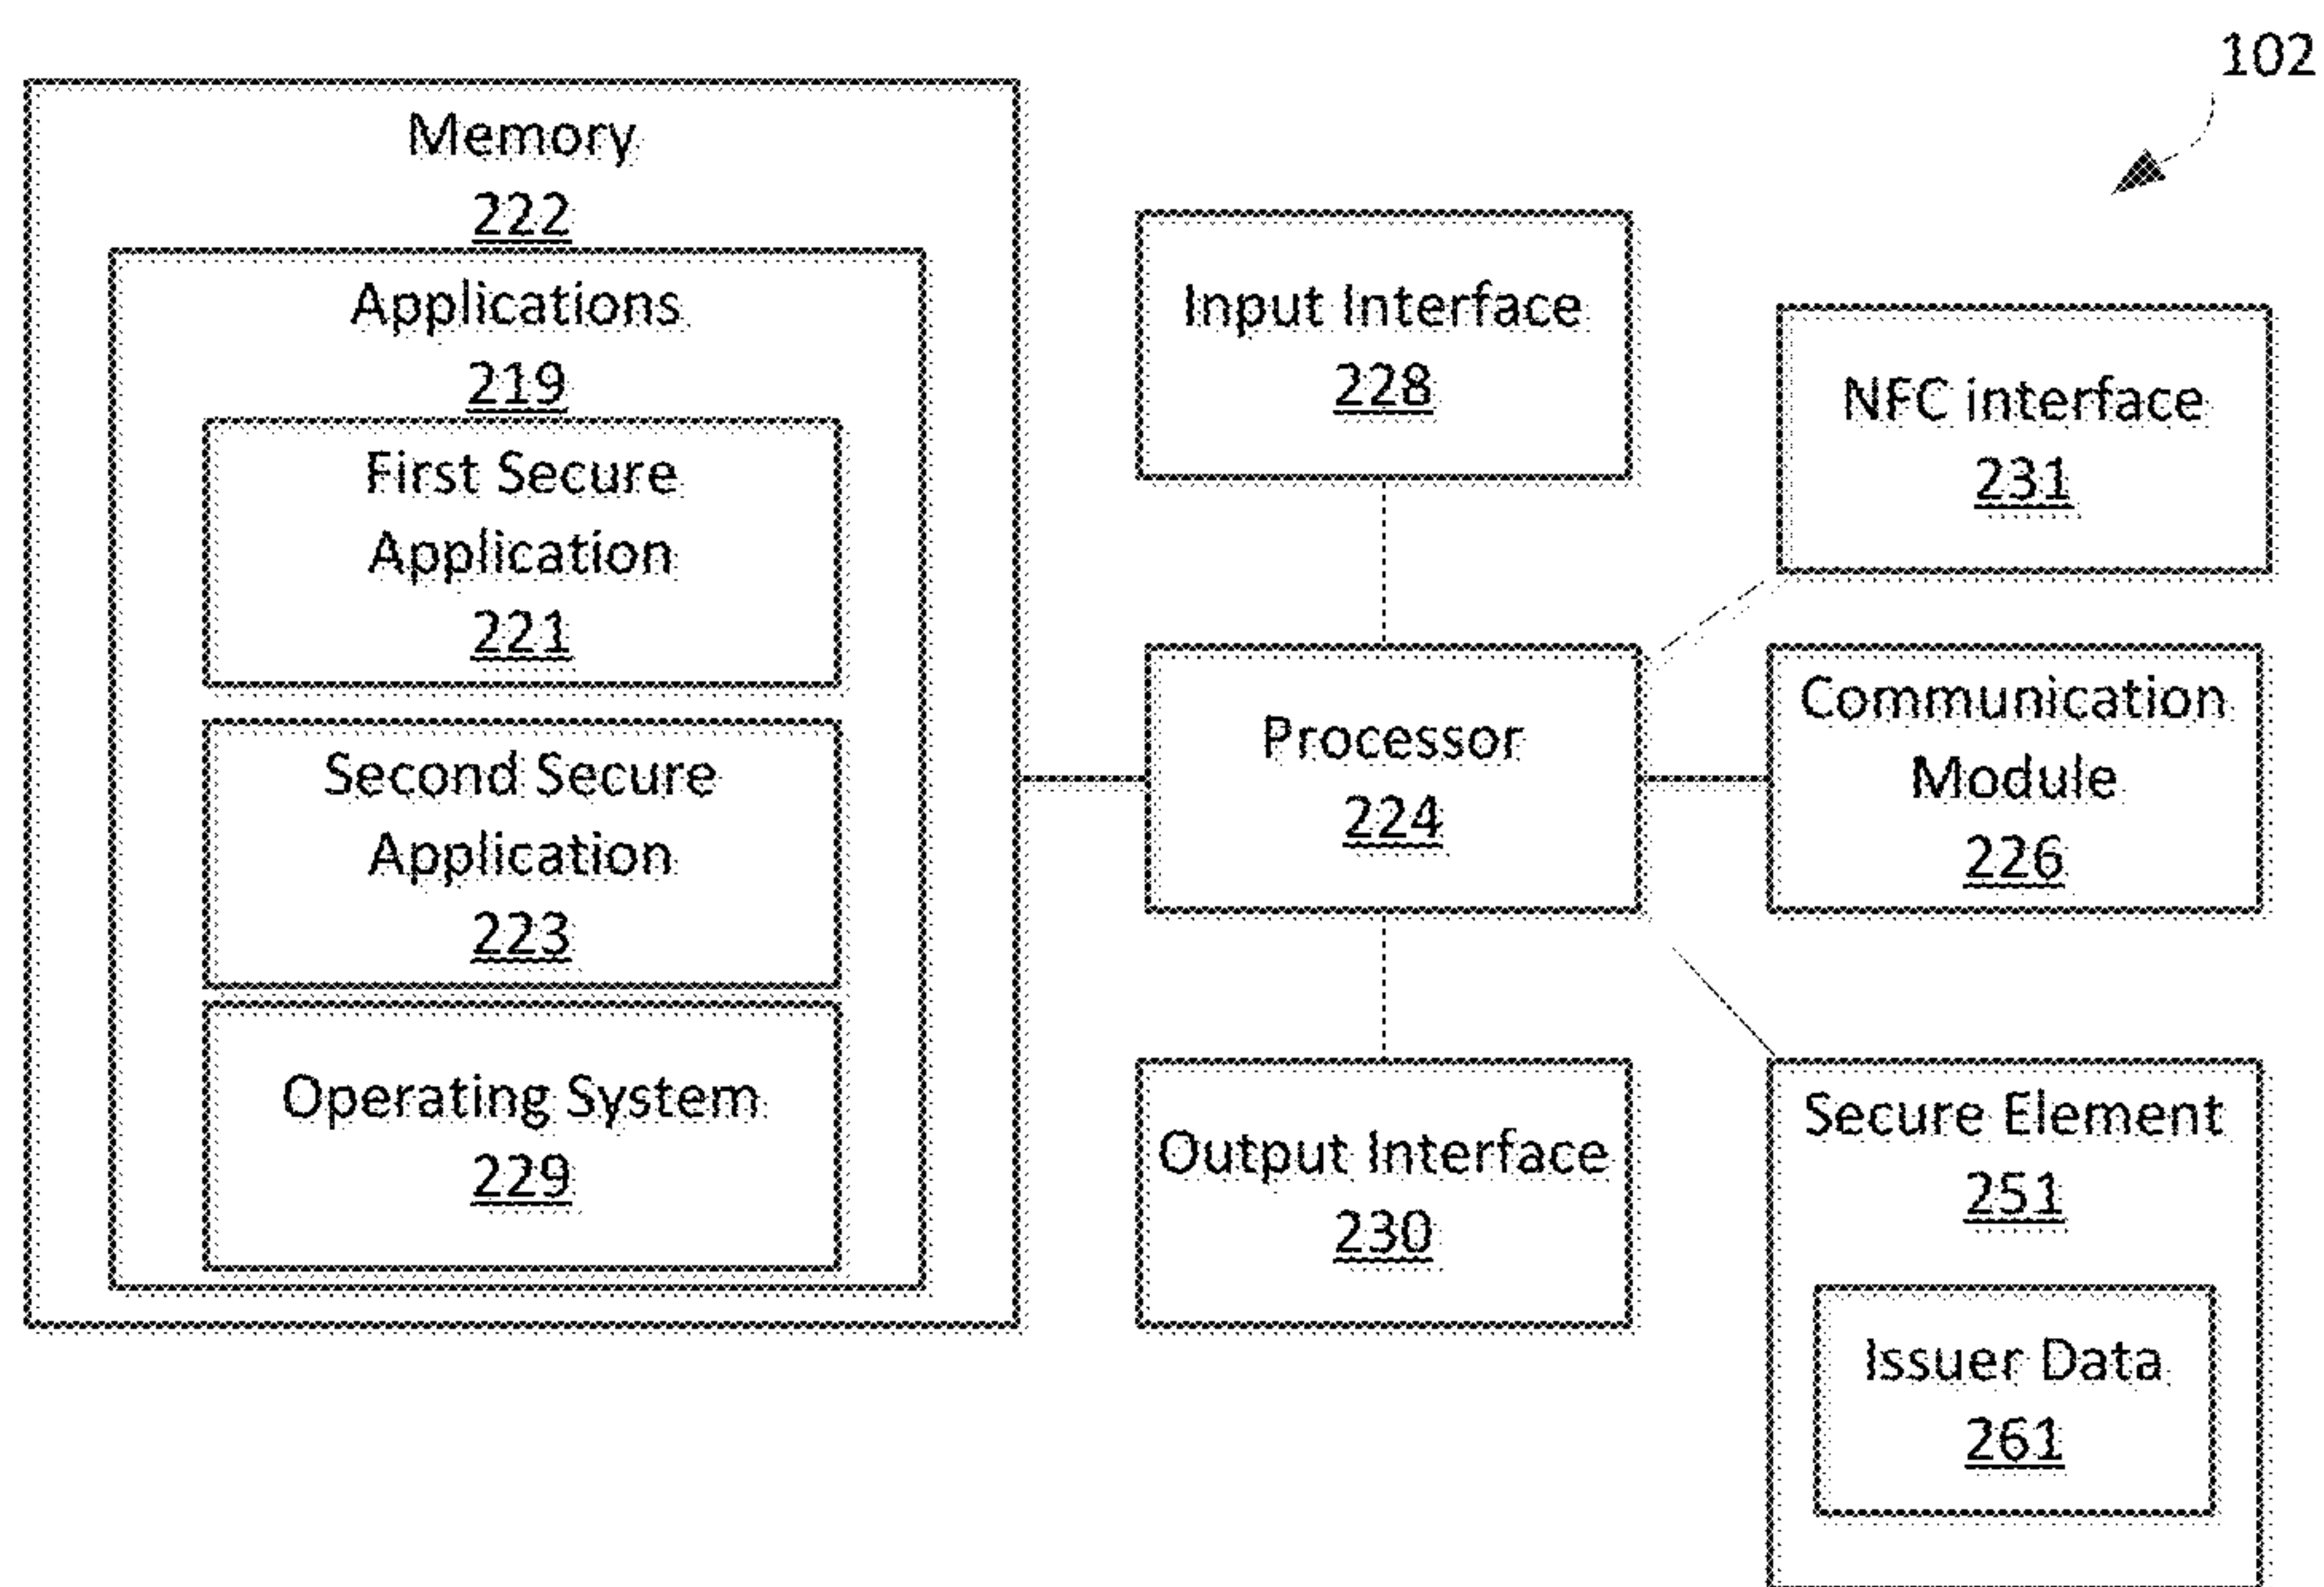 102
Memory
222
Applications
219
First Secure
Application
221
Second Secure
Application
223
Operating System
229
Input Interface
228
NFC interface
231
Processor
224
Communication
Module
226
Output Interface
230
Secure Element
251
Issuer Data
261